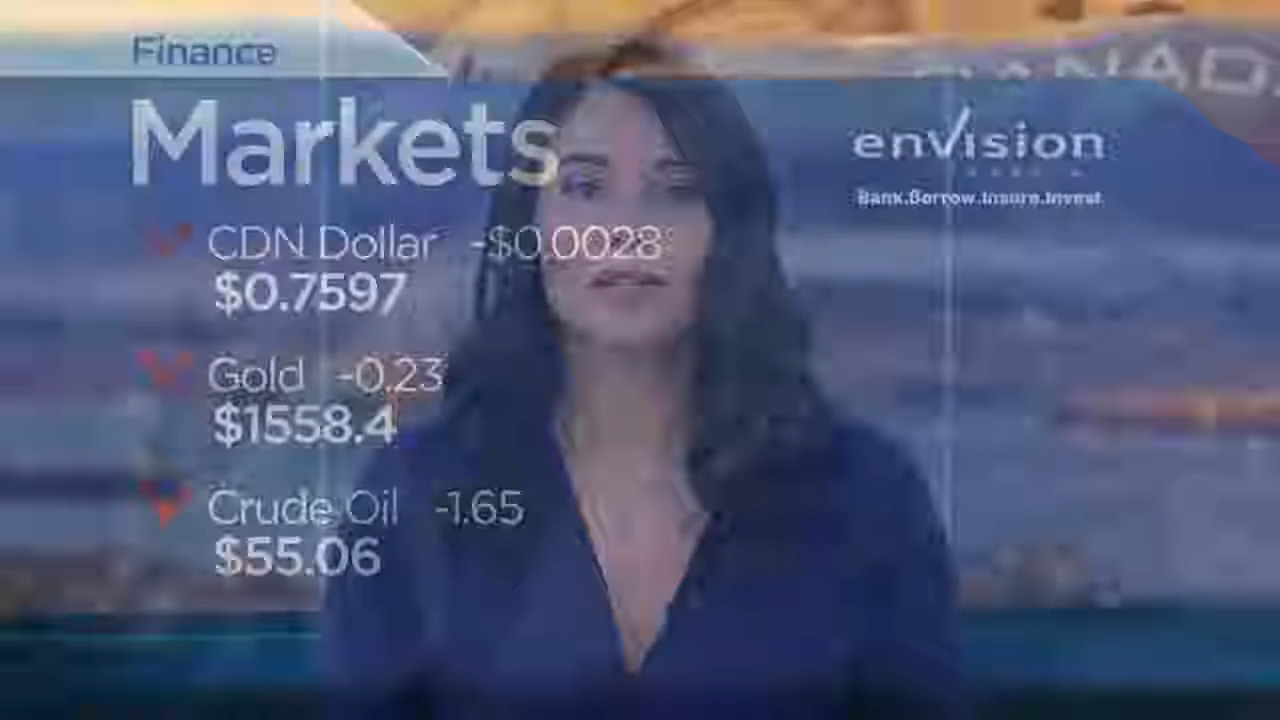 Finance
Markets
envision
Bank.Borrow.Insure.Invest
CDN Dollar -$0.0028
$0.7597
Gold -0.23
$1558.4
Crude Oil -1.65
$55.06